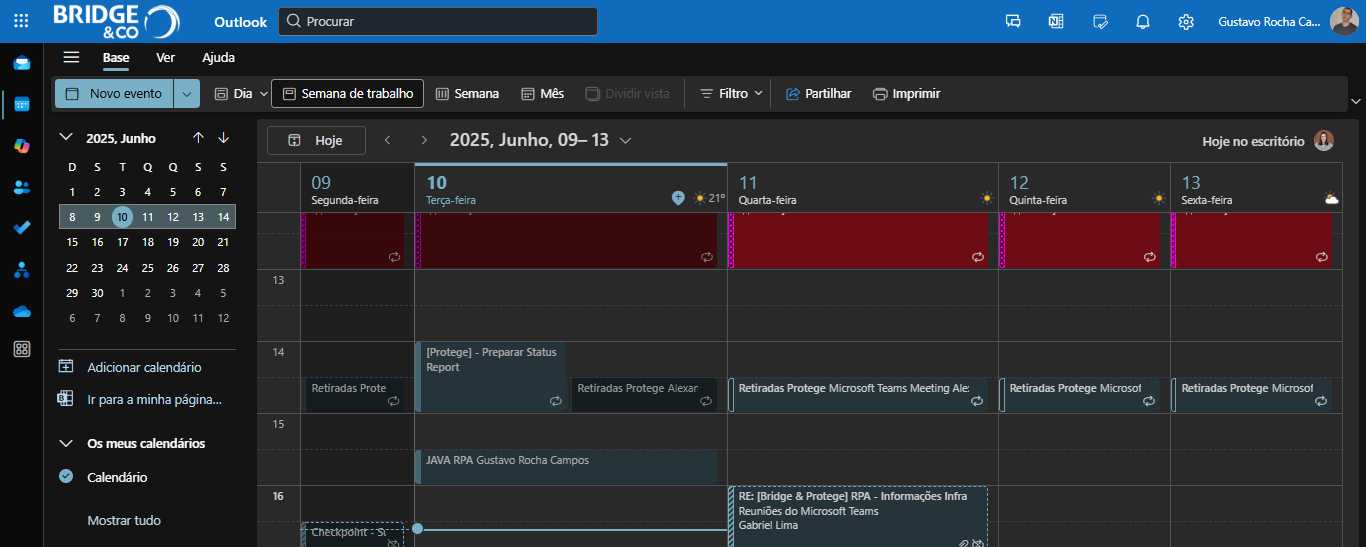 BRIDGE
&CO
Outlook
Procurar
Gustavo Rocha Ca...
Base
Ver
Ajuda
Novo evento
Dia
Semana de trabalho
Semana
Mês
Dividir vista
Filtro
Partilhar
Imprimir
2025, Junho
D S T Q Q S S
1 2 3 4 5 6 7
8 9 10 11 12 13 14
15 16 17 18 19 20 21
22 23 24 25 26 27 28
29 30 1 2 3 4 5
6 7 8 9 10 11 12
Adicionar calendário
Ir para a minha página...
Os meus calendários
Calendário
Mostrar tudo
Hoje
2025, Junho, 09– 13
Hoje no escritório
09
Segunda-feira
10
Terça-feira
21°
11
Quarta-feira
12
Quinta-feira
13
Sexta-feira
13
14
[Protege] - Preparar Status
Report
Retiradas Prote
Retiradas Protege Alexar
Retiradas Protege Microsoft Teams Meeting Ale
Retiradas Protege Microsof
Retiradas Protege Microsof
15
JAVA RPA Gustavo Rocha Campos
16
RE: [Bridge & Protege] RPA - Informações Infra
Reuniões do Microsoft Teams
Gabriel Lima
Checkpoint - St